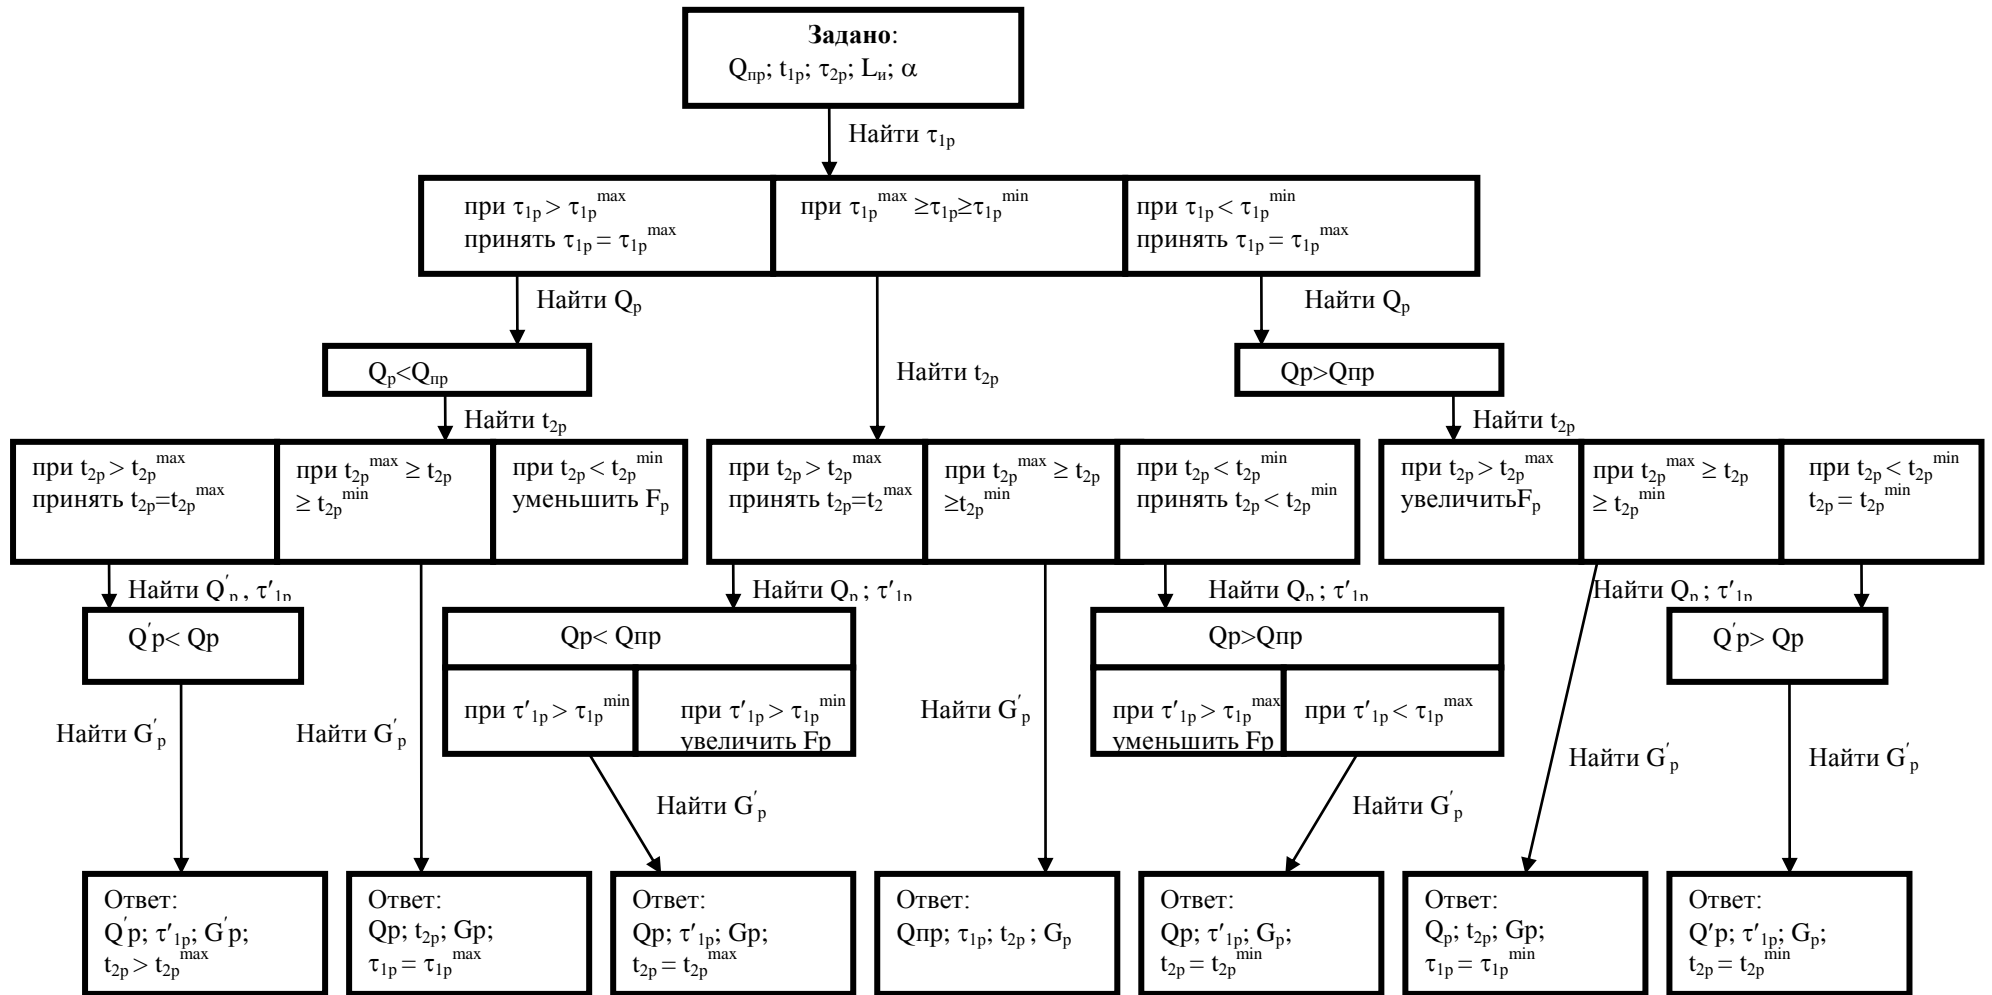 Задано:
Qпр; t1р; τ2р; Lи; α
Найти τ1р
при τ1р > τ1р^max
принять τ1р = τ1р^max
при τ1р^max ≥τ1р≥τ1р^min
при τ1р < τ1р^min
принять τ1р = τ1р^max
Найти Qр
Найти Qр
Qр<Qпр
Найти t2р
Qр>Qпр
Найти t2р
Найти t2р
при t2р > t2р^max
принять t2р=t2р^max
при t2р^max ≥ t2р
≥ t2р^min
при t2р < t2р^min
уменьшить Fр
при t2р > t2р^max
принять t2р=t2^max
при t2р^max ≥ t2р
≥t2р^min
при t2р < t2р^min
принять t2р < t2р^min
при t2р > t2р^max
увеличитьFр
при t2р^max ≥ t2р
≥ t2р^min
при t2р < t2р^min
t2р = t2р^min
Найти Q′р, τ′1р
Найти Qр; τ′1р
Найти Qр; τ′1р
Найти Qр; τ′1р
Q′р< Qр
Qр< Qпр
Qр>Qпр
Q′р> Qр
при τ′1р > τ1р^min
при τ′1р > τ1р^min
увеличить Fр
при τ′1р > τ1р^max
уменьшить Fр
при τ′1р < τ1р^max
Найти G′р
Найти G′р
Найти G′р
Найти G′р
Найти G′р
Найти G′р
Найти G′р
Ответ:
Q′р; τ′1р; G′р;
t2р > t2р^max
Ответ:
Qр; t2р; Gр;
τ1р = τ1р^max
Ответ:
Qр; τ′1р; Gр;
t2р = t2р^max
Ответ:
Qпр; τ1р; t2р ; Gр
Ответ:
Qр; τ′1р; Gр;
t2р = t2р^min
Ответ:
Qр; t2р; Gр;
τ1р = τ1р^min
Ответ:
Q′р; τ′1р; Gр;
t2р = t2р^min